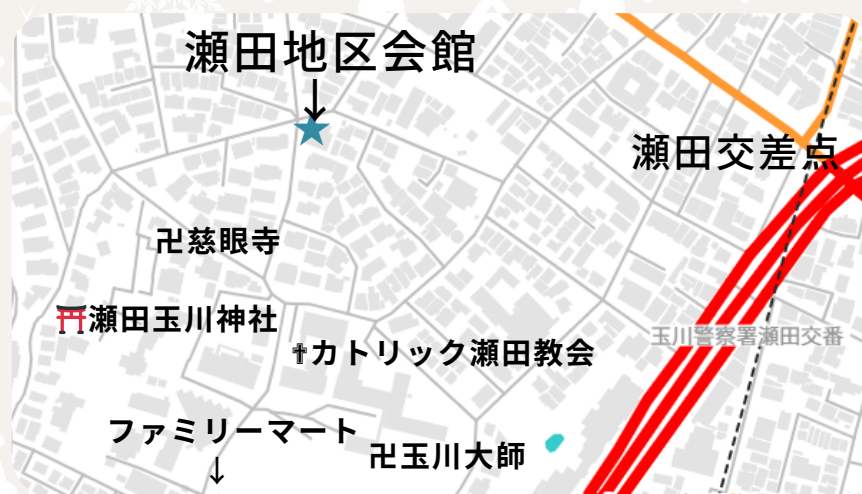 瀬田地区会館
↓
瀬田交差点
卍慈眼寺
⛩瀬田玉川神社
玉川警察署瀬田交番
✝カトリック瀬田教会
ファミリーマート
↓
卍玉川大師